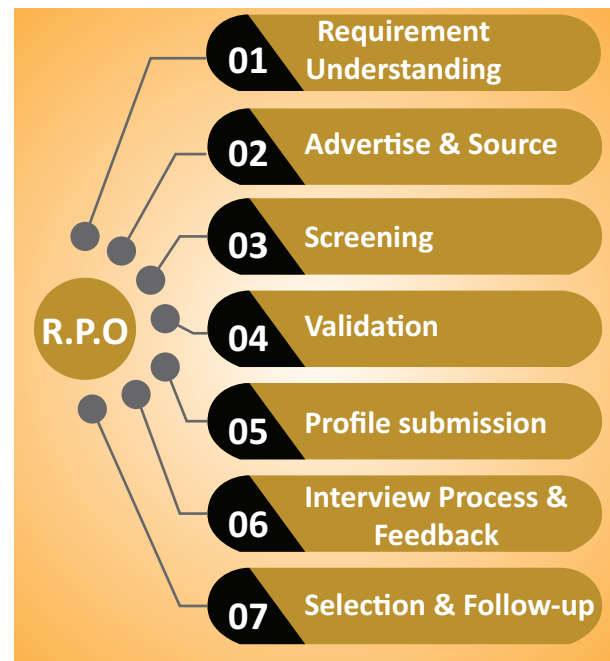 01
Requirement
Understanding
02
Advertise & Source
03
Screening
R.P.O
04
Validation
05
Profile submission
06
Interview Process &
Feedback
07
Selection & Follow-up